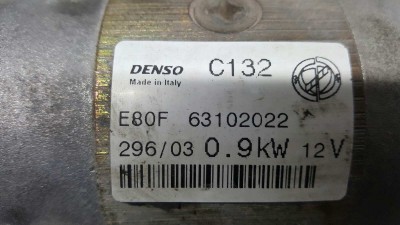 DENSO C132
Made in Italy
E80F 63102022
296/03 0.9kW 12V